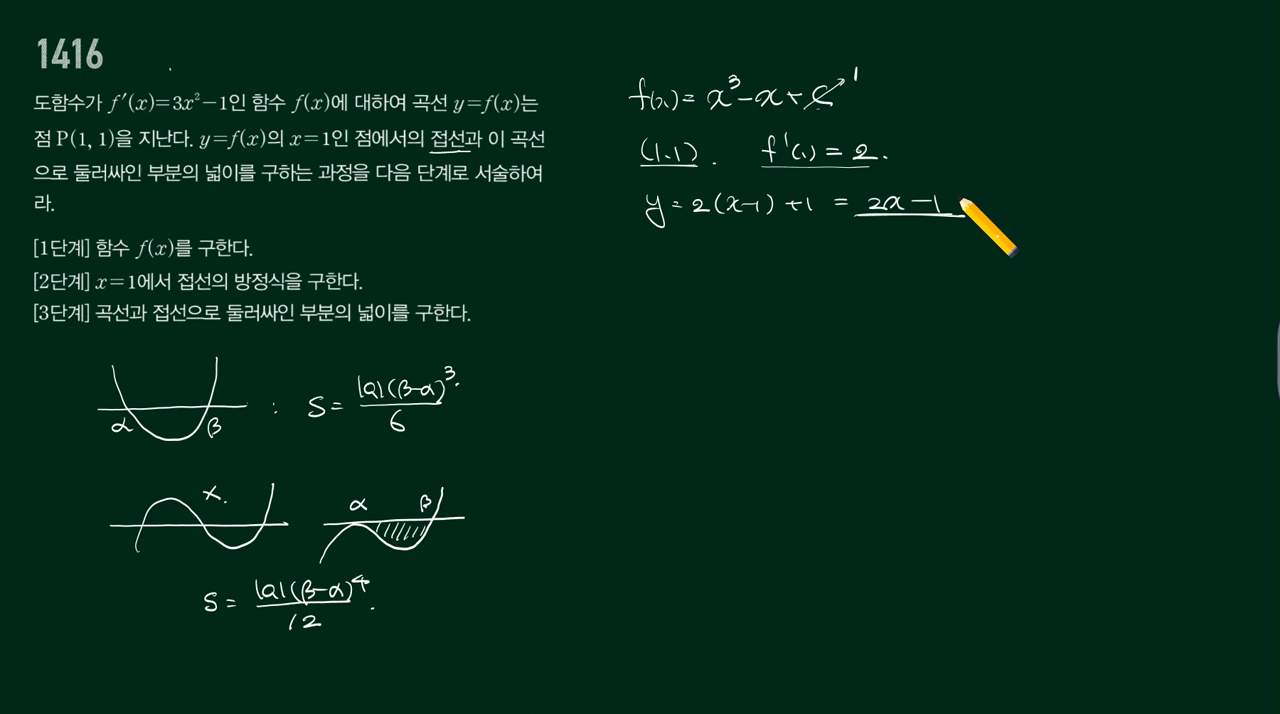 1416
도함수가 f′(x)=3x²−1인 함수 f(x)에 대하여 곡선 y=f(x)는
점 P(1, 1)을 지난다. y=f(x)의 x=1인 점에서의 접선과 이 곡선
으로 둘러싸인 부분의 넓이를 구하는 과정을 다음 단계로 서술하여
라.
[1단계] 함수 f(x)를 구한다.
[2단계] x=1에서 접선의 방정식을 구한다.
[3단계] 곡선과 접선으로 둘러싸인 부분의 넓이를 구한다.
α β : S = |a|(β-α)³/6
x.
α β
S = |a|(β-α)⁴/12.
f(x) = x³-x+C 1
(1.1). f'(1) = 2.
y = 2(x-1)+1 = 2x-1